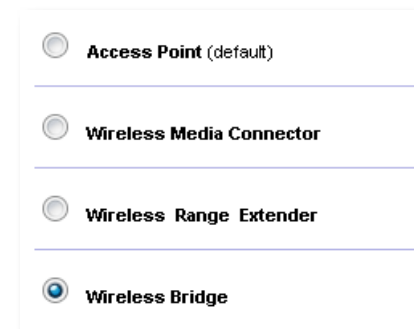 Access Point (default)
Wireless Media Connector
Wireless Range Extender
Wireless Bridge